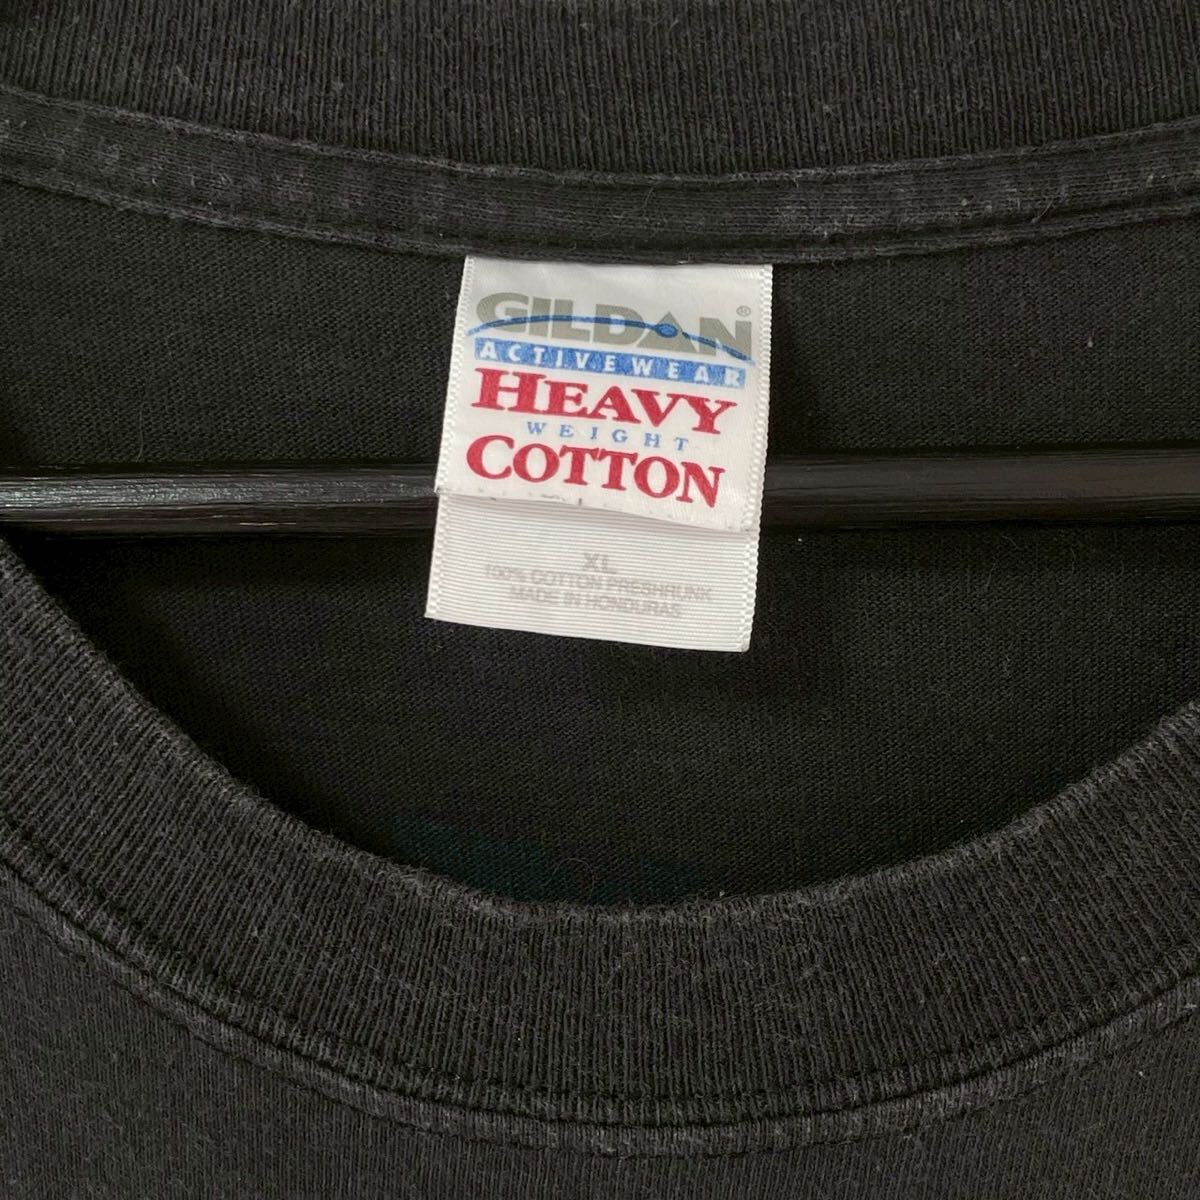 GILDAN®
ACTIVEWEAR
HEAVY
WEIGHT
COTTON
XL
100% COTTON PRESHRUNK
MADE IN HONDURAS